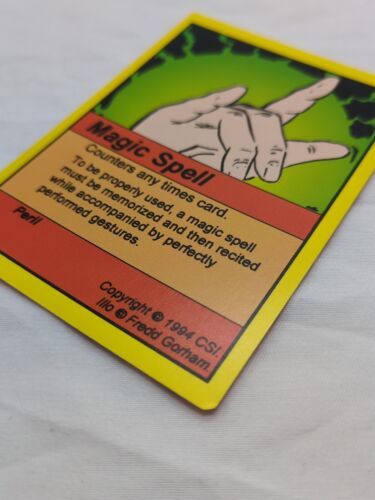 Magic Spell
Counters any times card.
To be properly used, a magic spell
must be memorized and then recited
while accompanied by perfectly
performed gestures.
Peril
Copyright © 1994 CSI.
Illo © Fredd Gorham.